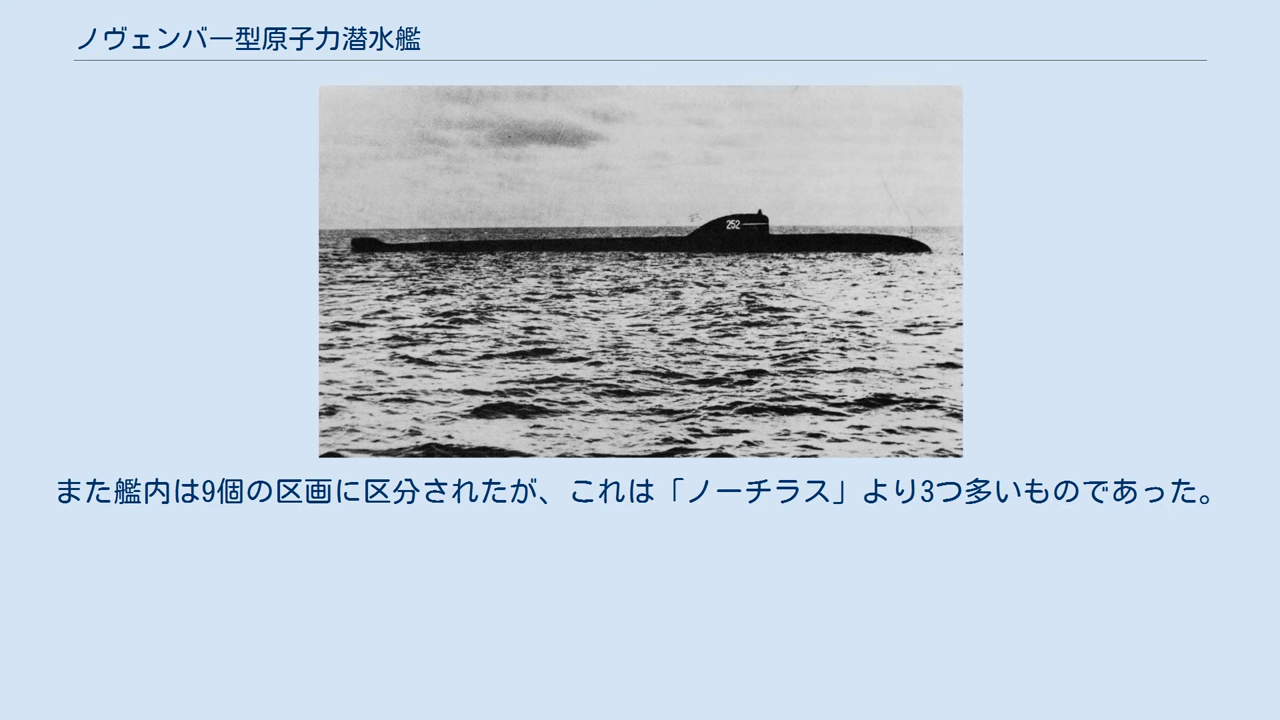 ノヴェンバー型原子力潜水艦
252
また艦内は9個の区画に区分されたが、これは「ノーチラス」より3つ多いものであった。